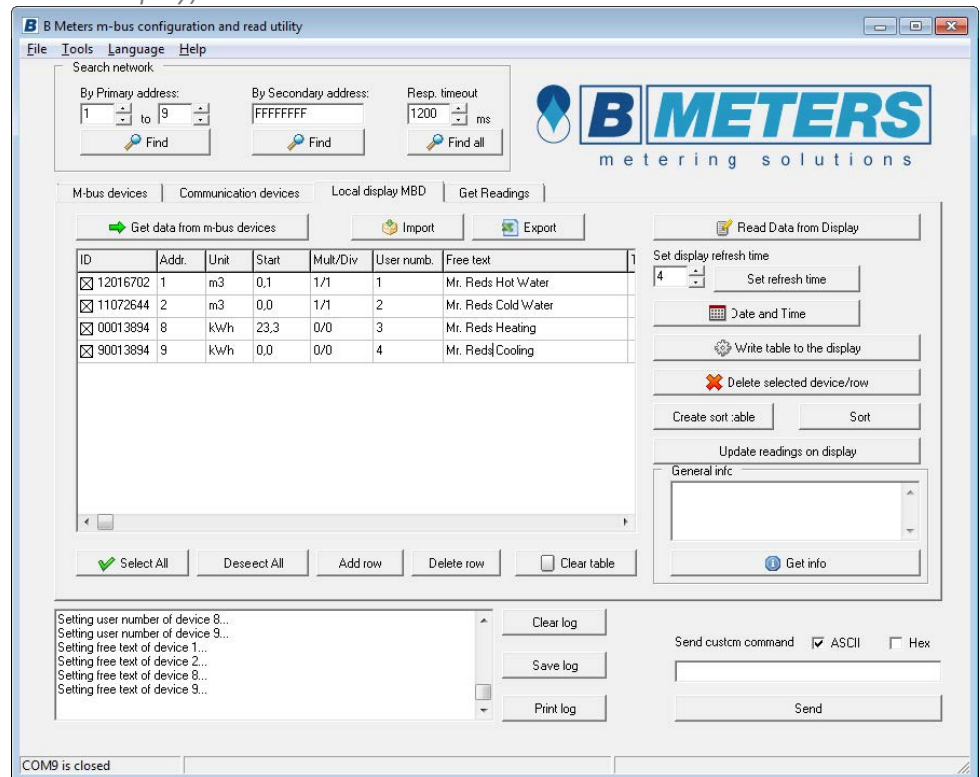 B B Meters m-bus configuration and read utility
File Tools Language Help
Search network
By Primary address: By Secondary address: Resp. timeout
1 to 9 FFFFFFFF 1200 ms
Find Find Find all
B METERS
metering solutions
M-bus devices Communication devices Local display MBD Get Readings
Get data from m-bus devices Import Export Read Data from Display
ID Addr. Unit Start Mult/Div User numb. Free text T
12016702 1 m3 0,1 1/1 1 Mr. Reds Hot Water
11072644 2 m3 0,0 1/1 2 Mr. Reds Cold Water
00013894 8 kWh 23,3 0/0 3 Mr. Reds Heating
90013894 9 kWh 0,0 0/0 4 Mr. Reds Cooling
Set display refresh time
4 Set refresh time
Date and Time
Write table to the display
Delete selected device/row
Create sort :able Sort
Update readings on display
General infc
Get info
Select All Dese ect All Add row Delete row Clear table
Setting user number of device 8...
Setting user number of device 9...
Setting free text of device 1...
Setting free text of device 2...
Setting free text of device 8...
Setting free text of device 9...
Clear log
Save log
Print log
Send custcm command ASCII Hex
Send
COM9 is closed